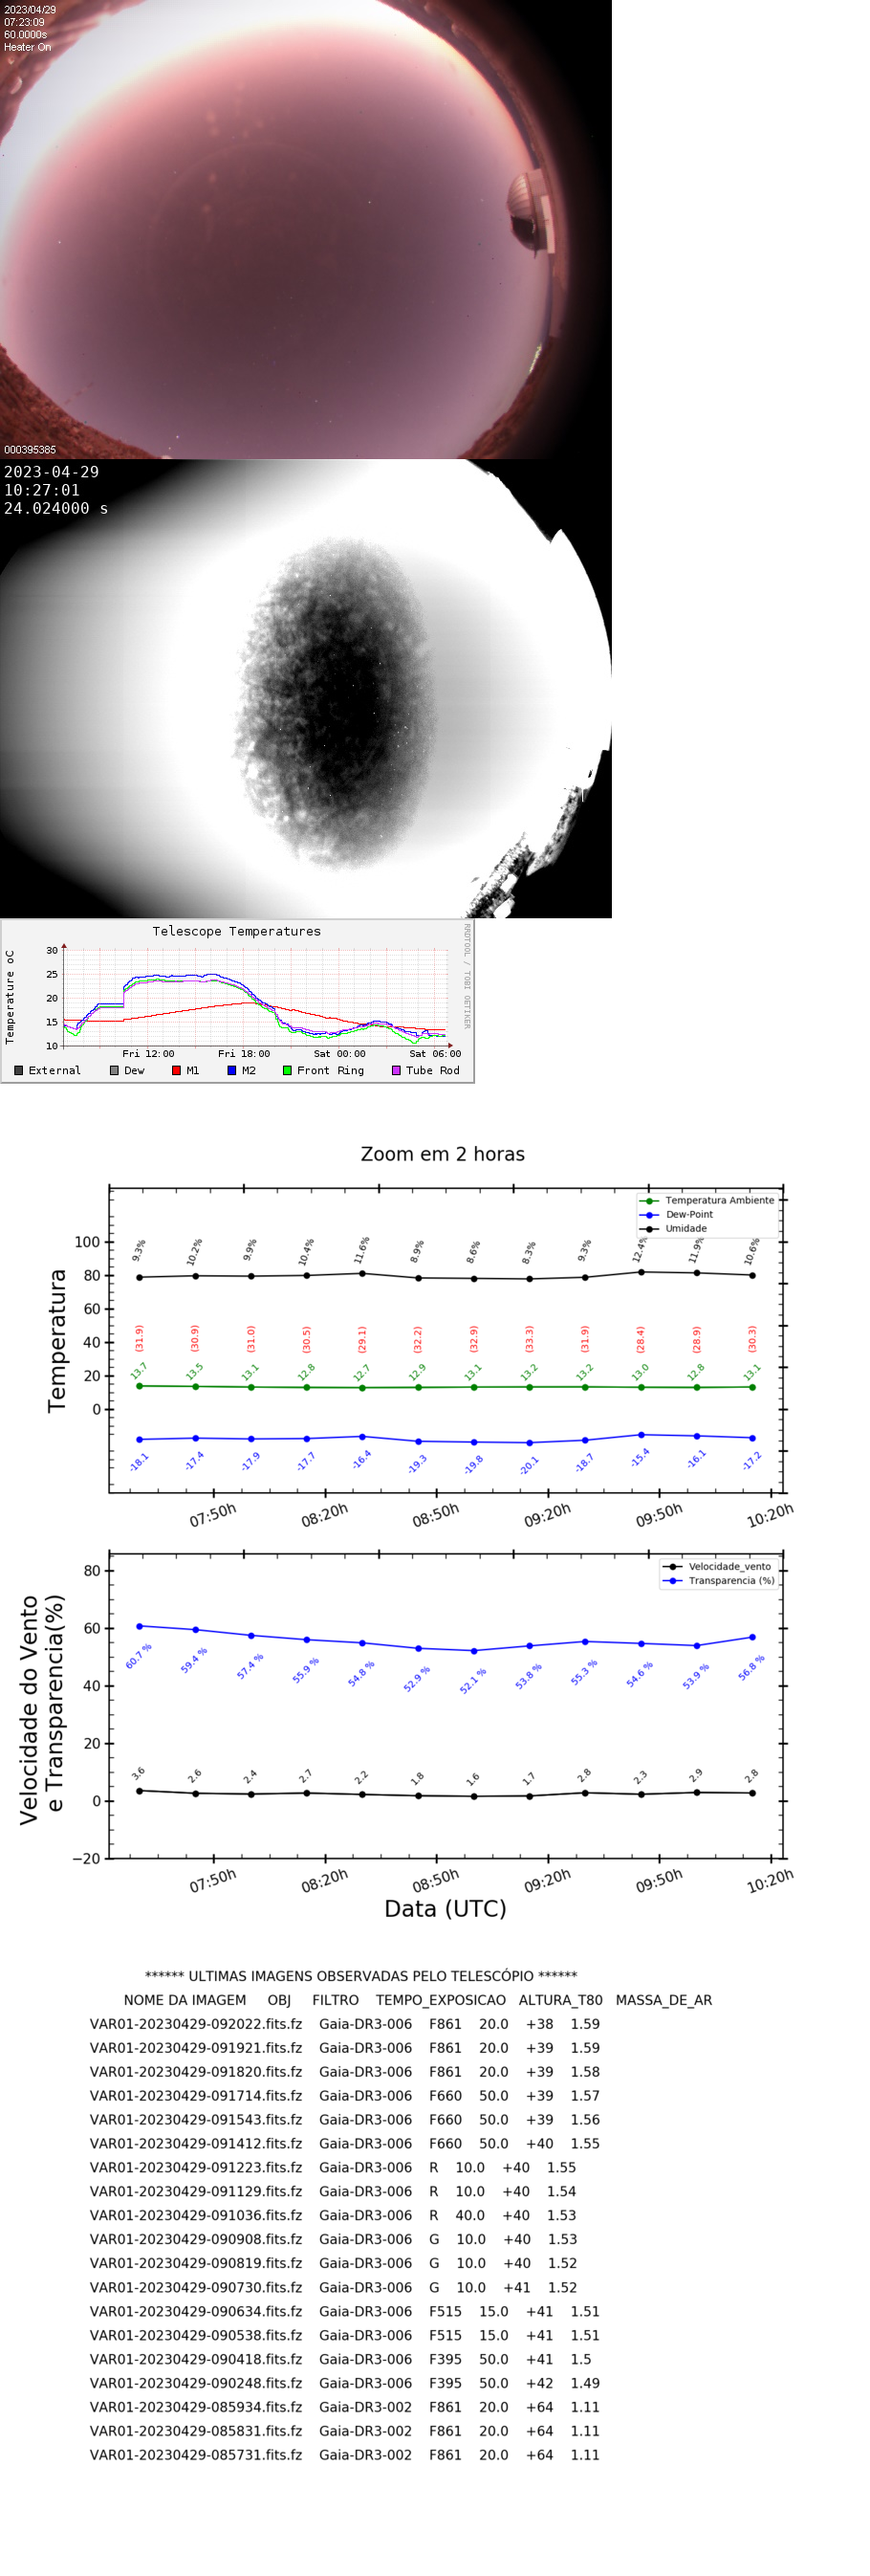 2023/04/29
07:23:09
60.0000s
Heater On
000395385
2023-04-29
10:27:01
24.024000 s
Telescope Temperatures
RRDTOOL / TOBI OETIKER
Temperature oC
30
25
20
15
10
Fri 12:00 Fri 18:00 Sat 00:00 Sat 06:00
External Dew M1 M2 Front Ring Tube Rod
Zoom em 2 horas
Temperatura
100
80
60
40
20
0
Temperatura Ambiente
Dew-Point
Umidade
9.3% 10.2% 9.9% 10.4% 11.6% 8.9% 8.6% 8.3% 9.3% 12.4% 11.9% 10.6%
(31.9) (30.9) (31.0) (30.5) (29.1) (32.2) (32.9) (33.3) (31.9) (28.4) (28.9) (30.3)
13.7 13.5 13.1 12.8 12.7 12.9 13.1 13.2 13.2 13.0 12.8 13.1
-18.1 -17.4 -17.9 -17.7 -16.4 -19.3 -19.8 -20.1 -18.7 -15.4 -16.1 -17.2
07:50h 08:20h 08:50h 09:20h 09:50h 10:20h
Velocidade do Vento
e Transparencia(%)
80
60
40
20
0
−20
Velocidade_vento
Transparencia (%)
60.7 % 59.4 % 57.4 % 55.9 % 54.8 % 52.9 % 52.1 % 53.8 % 55.3 % 54.6 % 53.9 % 56.8 %
3.6 2.6 2.4 2.7 2.2 1.8 1.6 1.7 2.8 2.3 2.9 2.8
07:50h 08:20h 08:50h 09:20h 09:50h 10:20h
Data (UTC)
****** ULTIMAS IMAGENS OBSERVADAS PELO TELESCÓPIO ******
NOME DA IMAGEM OBJ FILTRO TEMPO_EXPOSICAO ALTURA_T80 MASSA_DE_AR
VAR01-20230429-092022.fits.fz Gaia-DR3-006 F861 20.0 +38 1.59
VAR01-20230429-091921.fits.fz Gaia-DR3-006 F861 20.0 +39 1.59
VAR01-20230429-091820.fits.fz Gaia-DR3-006 F861 20.0 +39 1.58
VAR01-20230429-091714.fits.fz Gaia-DR3-006 F660 50.0 +39 1.57
VAR01-20230429-091543.fits.fz Gaia-DR3-006 F660 50.0 +39 1.56
VAR01-20230429-091412.fits.fz Gaia-DR3-006 F660 50.0 +40 1.55
VAR01-20230429-091223.fits.fz Gaia-DR3-006 R 10.0 +40 1.55
VAR01-20230429-091129.fits.fz Gaia-DR3-006 R 10.0 +40 1.54
VAR01-20230429-091036.fits.fz Gaia-DR3-006 R 40.0 +40 1.53
VAR01-20230429-090908.fits.fz Gaia-DR3-006 G 10.0 +40 1.53
VAR01-20230429-090819.fits.fz Gaia-DR3-006 G 10.0 +40 1.52
VAR01-20230429-090730.fits.fz Gaia-DR3-006 G 10.0 +41 1.52
VAR01-20230429-090634.fits.fz Gaia-DR3-006 F515 15.0 +41 1.51
VAR01-20230429-090538.fits.fz Gaia-DR3-006 F515 15.0 +41 1.51
VAR01-20230429-090418.fits.fz Gaia-DR3-006 F395 50.0 +41 1.5
VAR01-20230429-090248.fits.fz Gaia-DR3-006 F395 50.0 +42 1.49
VAR01-20230429-085934.fits.fz Gaia-DR3-002 F861 20.0 +64 1.11
VAR01-20230429-085831.fits.fz Gaia-DR3-002 F861 20.0 +64 1.11
VAR01-20230429-085731.fits.fz Gaia-DR3-002 F861 20.0 +64 1.11